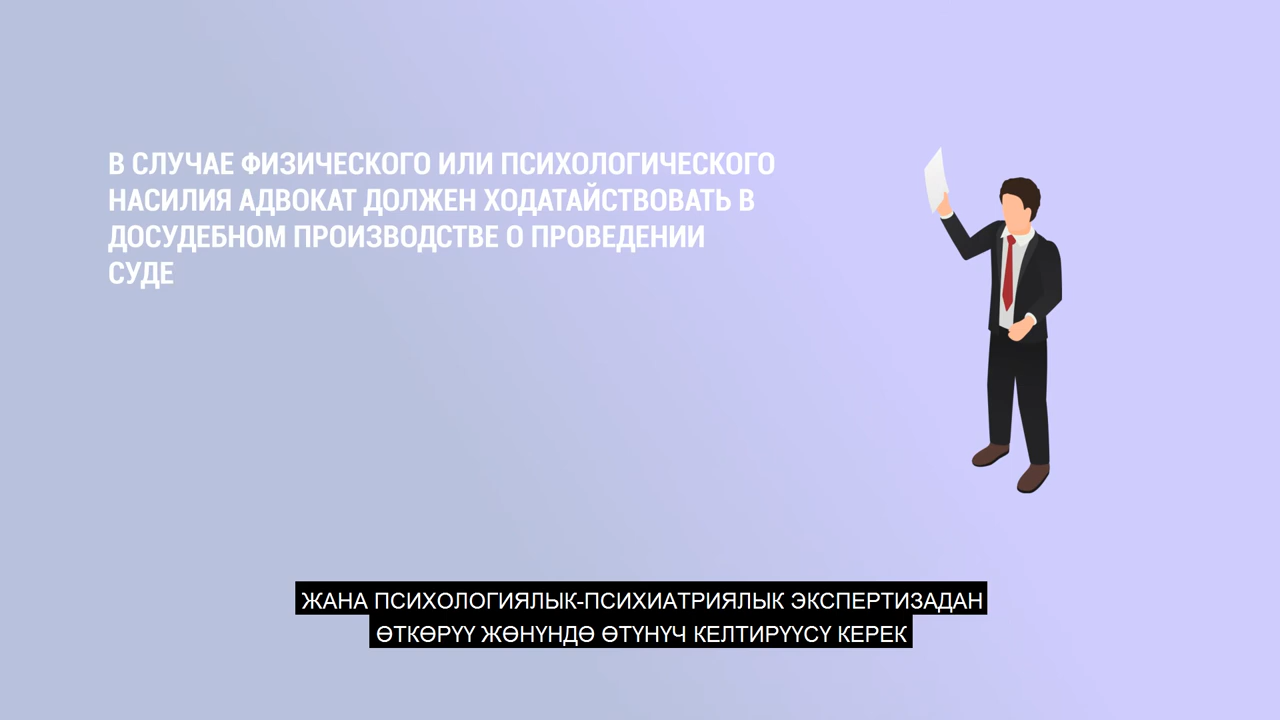 В СЛУЧАЕ ФИЗИЧЕСКОГО ИЛИ ПСИХОЛОГИЧЕСКОГО
НАСИЛИЯ АДВОКАТ ДОЛЖЕН ХОДАТАЙСТВОВАТЬ В
ДОСУДЕБНОМ ПРОИЗВОДСТВЕ О ПРОВЕДЕНИИ
СУДЕ
ЖАНА ПСИХОЛОГИЯЛЫК-ПСИХИАТРИЯЛЫК ЭКСПЕРТИЗАДАН
ӨТКӨРҮҮ ЖӨНҮНДӨ ӨТҮНҮЧ КЕЛТИРҮҮСҮ КЕРЕК